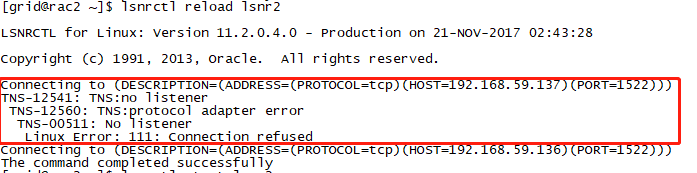 [grid@rac2 ~]$ lsnrctl reload lsnr2
LSNRCTL for Linux: Version 11.2.0.4.0 - Production on 21-NOV-2017 02:43:28
Copyright (c) 1991, 2013, Oracle.  All rights reserved.
Connecting to (DESCRIPTION=(ADDRESS=(PROTOCOL=tcp)(HOST=192.168.59.137)(PORT=1522)))
TNS-12541: TNS:no listener
 TNS-12560: TNS:protocol adapter error
  TNS-00511: No listener
   Linux Error: 111: Connection refused
Connecting to (DESCRIPTION=(ADDRESS=(PROTOCOL=tcp)(HOST=192.168.59.136)(PORT=1522)))
The command completed successfully